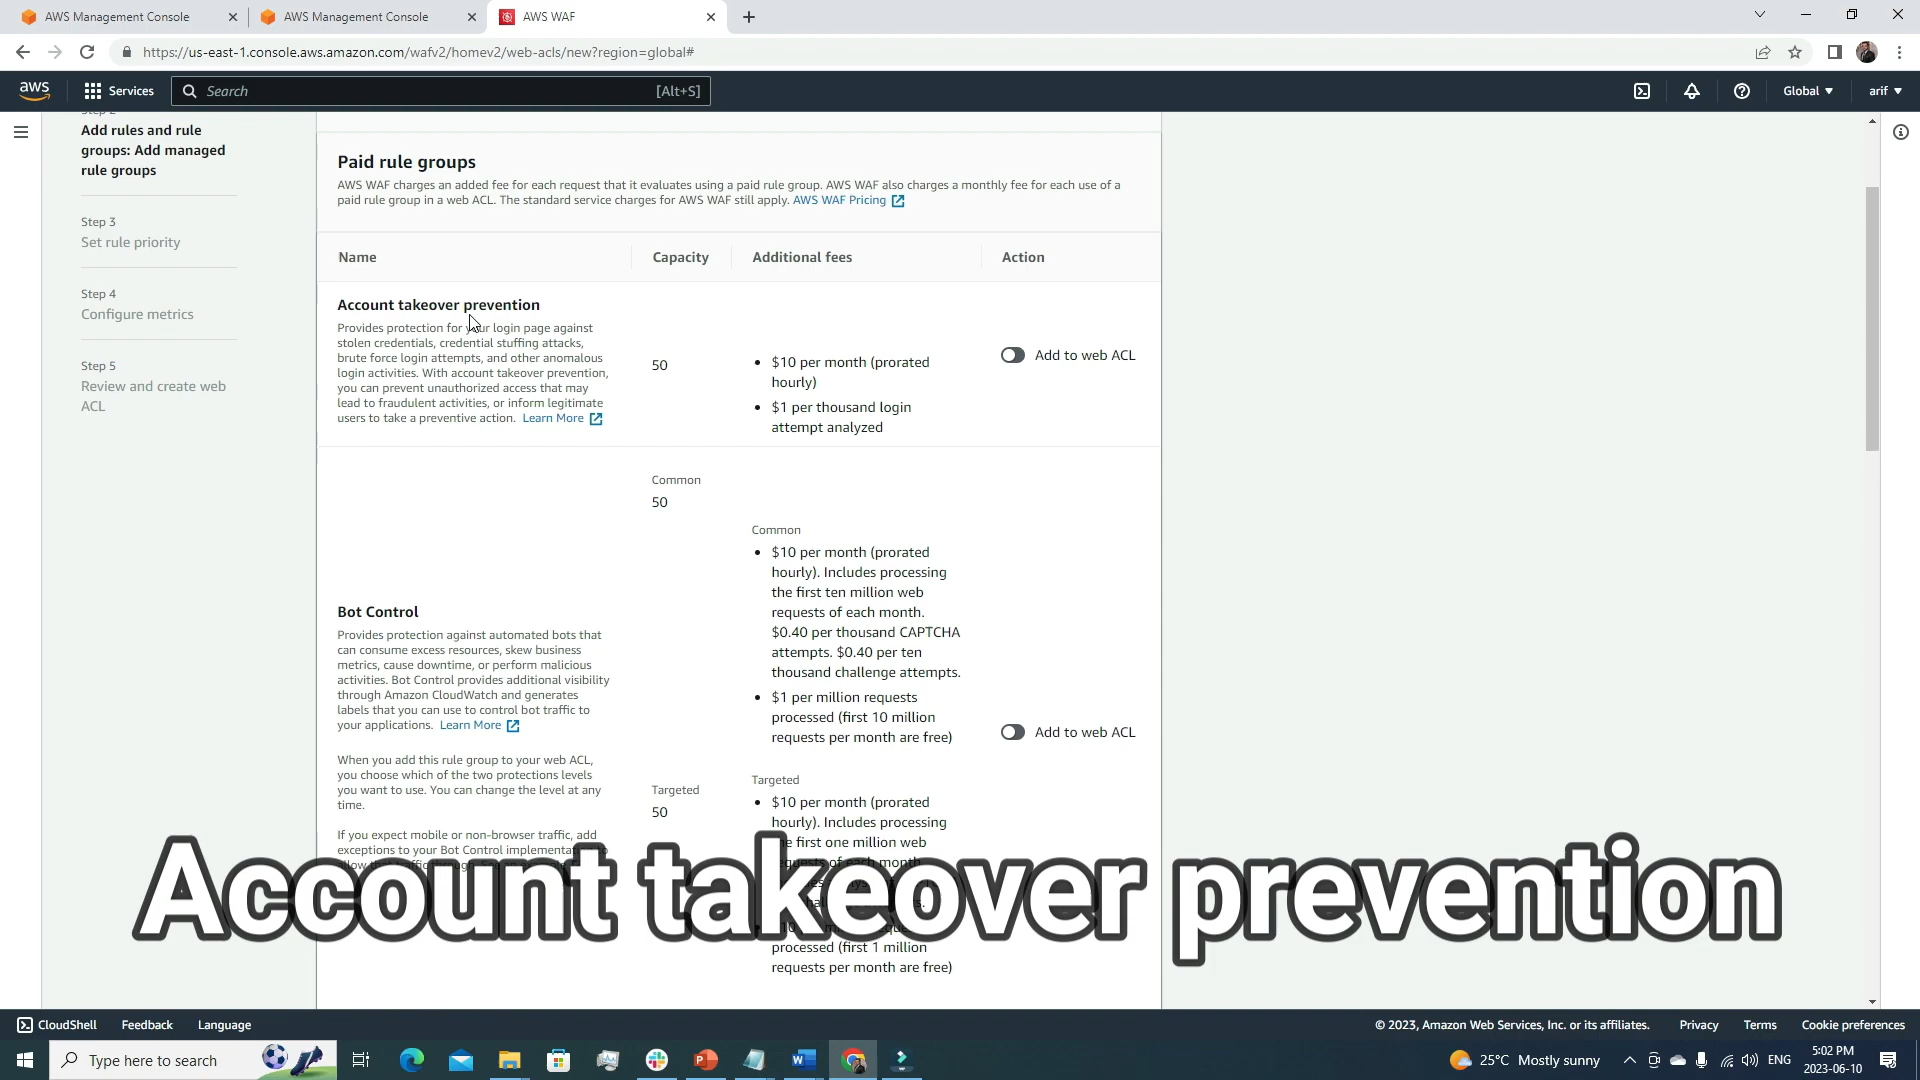 AWS Management Console
AWS Management Console
AWS WAF
https://us-east-1.console.aws.amazon.com/wafv2/homev2/web-acls/new?region=global#
aws
Services
Search
[Alt+S]
Global
arif
Add rules and rule
groups: Add managed
rule groups
Step 3
Set rule priority
Step 4
Configure metrics
Step 5
Review and create web
ACL
Paid rule groups
AWS WAF charges an added fee for each request that it evaluates using a paid rule group. AWS WAF also charges a monthly fee for each use of a
paid rule group in a web ACL. The standard service charges for AWS WAF still apply. AWS WAF Pricing
Name
Capacity
Additional fees
Action
Account takeover prevention
Provides protection for your login page against
stolen credentials, credential stuffing attacks,
brute force login attempts, and other anomalous
login activities. With account takeover prevention,
you can prevent unauthorized access that may
lead to fraudulent activities, or inform legitimate
users to take a preventive action. Learn More
50
• $10 per month (prorated
hourly)
• $1 per thousand login
attempt analyzed
Add to web ACL
Bot Control
Provides protection against automated bots that
can consume excess resources, skew business
metrics, cause downtime, or perform malicious
activities. Bot Control provides additional visibility
through Amazon CloudWatch and generates
labels that you can use to control bot traffic to
your applications. Learn More
When you add this rule group to your web ACL,
you choose which of the two protections levels
you want to use. You can change the level at any
time.
If you expect mobile or non-browser traffic, add
exceptions to your Bot Control implementation to
Common
50
Targeted
50
Common
• $10 per month (prorated
hourly). Includes processing
the first ten million web
requests of each month.
$0.40 per thousand CAPTCHA
attempts. $0.40 per ten
thousand challenge attempts.
• $1 per million requests
processed (first 10 million
requests per month are free)
Targeted
• $10 per month (prorated
hourly). Includes processing
the first one million web
requests of each month
processed (first 1 million
requests per month are free)
Add to web ACL
Account takeover prevention
CloudShell
Feedback
Language
© 2023, Amazon Web Services, Inc. or its affiliates.
Privacy
Terms
Cookie preferences
Type here to search
25°C Mostly sunny
ENG
5:02 PM
2023-06-10